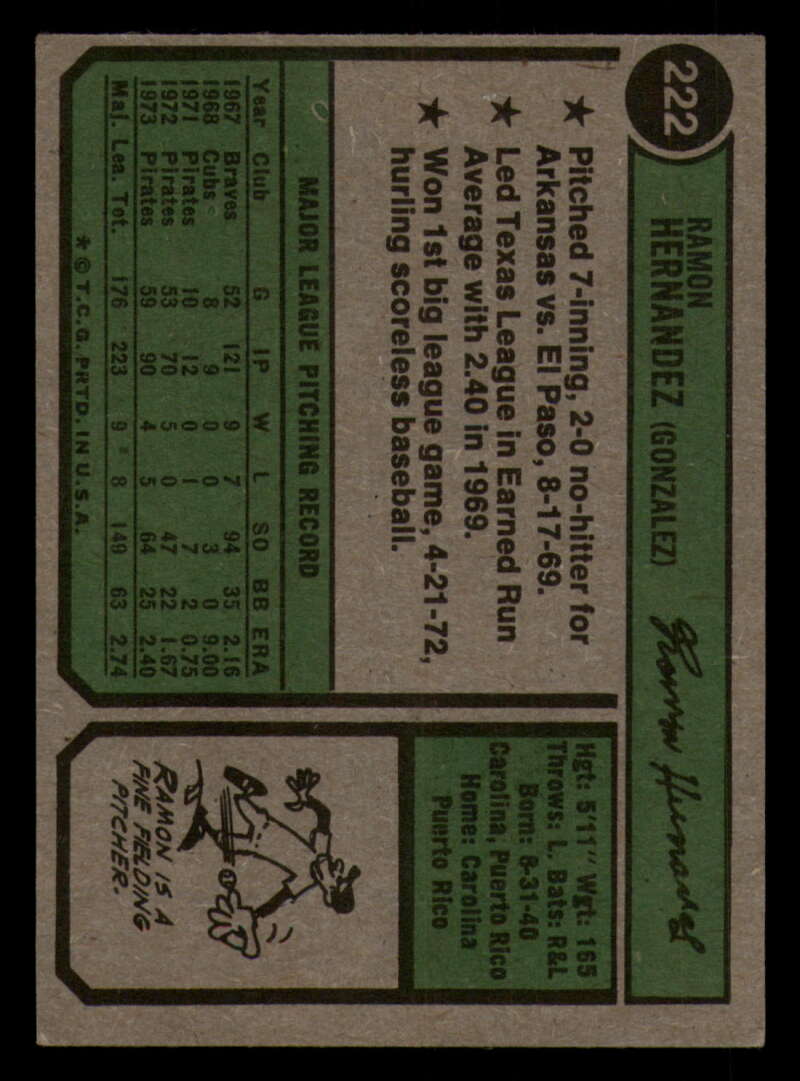 222
RAMON
HERNANDEZ (GONZALEZ)
Ramon Hernandez
★ Pitched 7-inning, 2-0 no-hitter for
Arkansas vs. El Paso, 8-17-69.
★ Led Texas League in Earned Run
Average with 2.40 in 1969.
★ Won 1st big league game, 4-21-72,
hurling scoreless baseball.
MAJOR LEAGUE PITCHING RECORD
Year Club G IP W L SO BB ERA
1967 Braves 52 121 9 7 94 35 2.16
1968 Cubs 8 9 0 0 3 0 9.00
1971 Pirates 10 12 0 1 7 2 0.75
1972 Pirates 53 70 5 0 47 22 1.67
1973 Pirates 59 90 4 5 64 25 2.40
Maj. Lea. Tot. 176 223 9 8 149 63 2.74
* © T.C.G. PRTD. IN U.S.A.
Hgt: 5'11" Wgt: 165
Throws: L Bats: R&L
Born: 8-31-40
Carolina, Puerto Rico
Home: Carolina
Puerto Rico
RAMON IS A
FINE FIELDING
PITCHER.